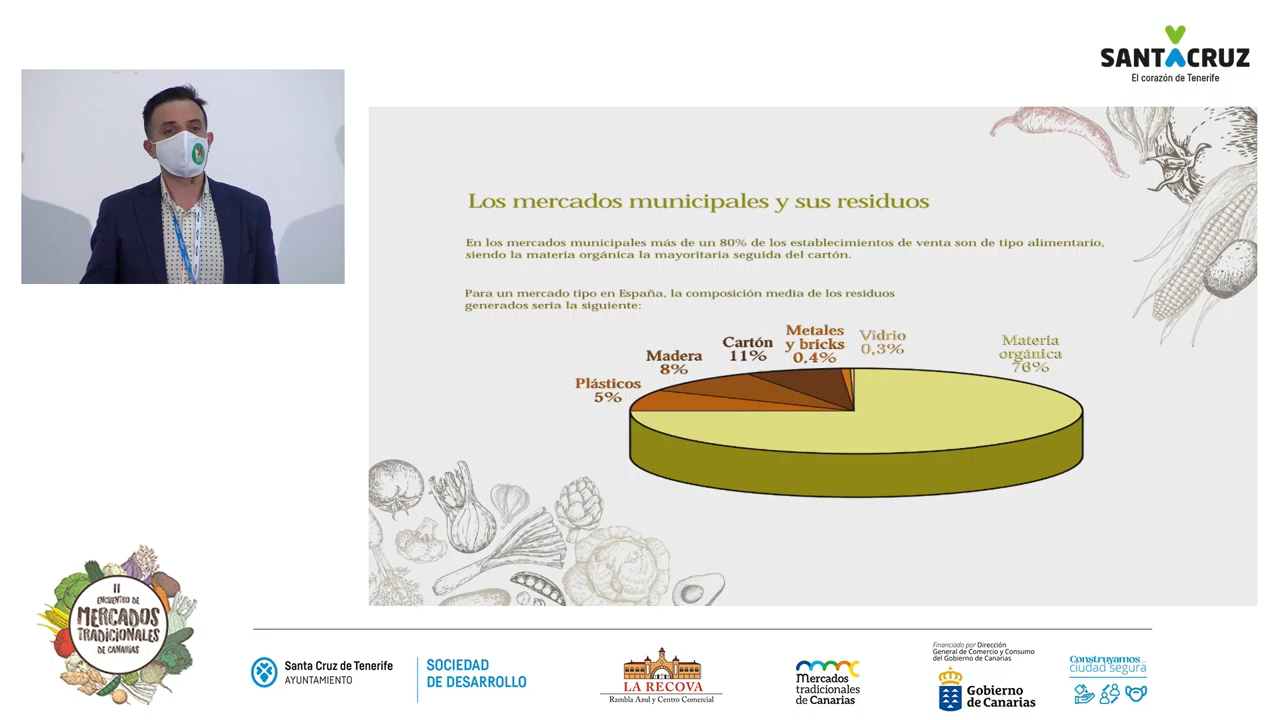 SANTACRUZ
El corazón de Tenerife
Los mercados municipales y sus residuos
En los mercados municipales más de un 80% de los establecimientos de venta son de tipo alimentario,
siendo la materia orgánica la mayoritaria seguida del cartón.
Para un mercado tipo en España, la composición media de los residuos
generados seria la siguiente:
Plásticos
5%
Madera
8%
Cartón
11%
Metales
y bricks
0,4%
Vidrio
0,3%
Materia
orgánica
76%
II
ENCUENTRO DE
MERCADOS
TRADICIONALES
DE CANARIAS
Santa Cruz de Tenerife
AYUNTAMIENTO
SOCIEDAD
DE DESARROLLO
LA RECOVA
Rambla Azul y Centro Comercial
mercados
tradicionales
de Canarias
Financiado por Dirección
General de Comercio y Consumo
del Gobierno de Canarias
Gobierno
de Canarias
Construyamos
ciudad segura